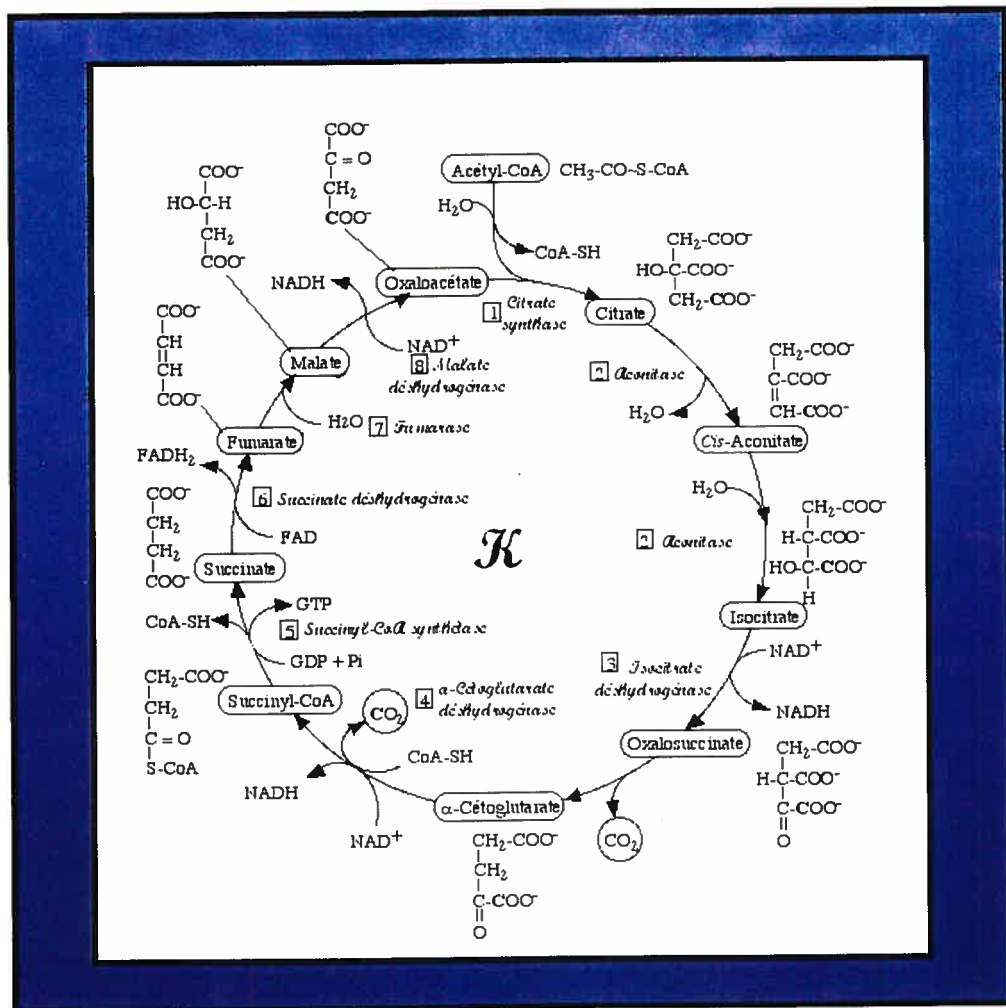 COO⁻
C=O
CH₂
COO⁻
Acétyl-CoA CH₃-CO~S-CoA
H₂O
CoA-SH
COO⁻
HO-C-H
CH₂
COO⁻
CH₂-COO⁻
HO-C-COO⁻
CH₂-COO⁻
NADH
Oxaloacétate
1 Citrate
synthase
Citrate
NAD⁺
8 Malate
déshydrogénase
Malate
COO⁻
CH
CH
COO⁻
2 Aconitase
H₂O
CH₂-COO⁻
C-COO⁻
CH-COO⁻
H₂O
7 Fumarase
Fumarate
Cis-Aconitate
FADH₂
6 Succinate déshydrogénase
FAD
H₂O
2 Aconitase
CH₂-COO⁻
H-C-COO⁻
HO-C-COO⁻
H
COO⁻
CH₂
CH₂
COO⁻
K
Succinate
Isocitrate
GTP
CoA-SH
5 Succinyl-CoA synthétase
GDP + Pi
NAD⁺
3 Isocitrate
déshydrogénase
NADH
CH₂-COO⁻
CH₂
C=O
S-CoA
Succinyl-CoA
CO₂
4 α-Cétoglutarate
déshydrogénase
Oxalosuccinate
CH₂-COO⁻
H-C-COO⁻
C-COO⁻
O
CoA-SH
NADH
NAD⁺
α-Cétoglutarate
CO₂
CH₂-COO⁻
CH₂
C-COO⁻
O